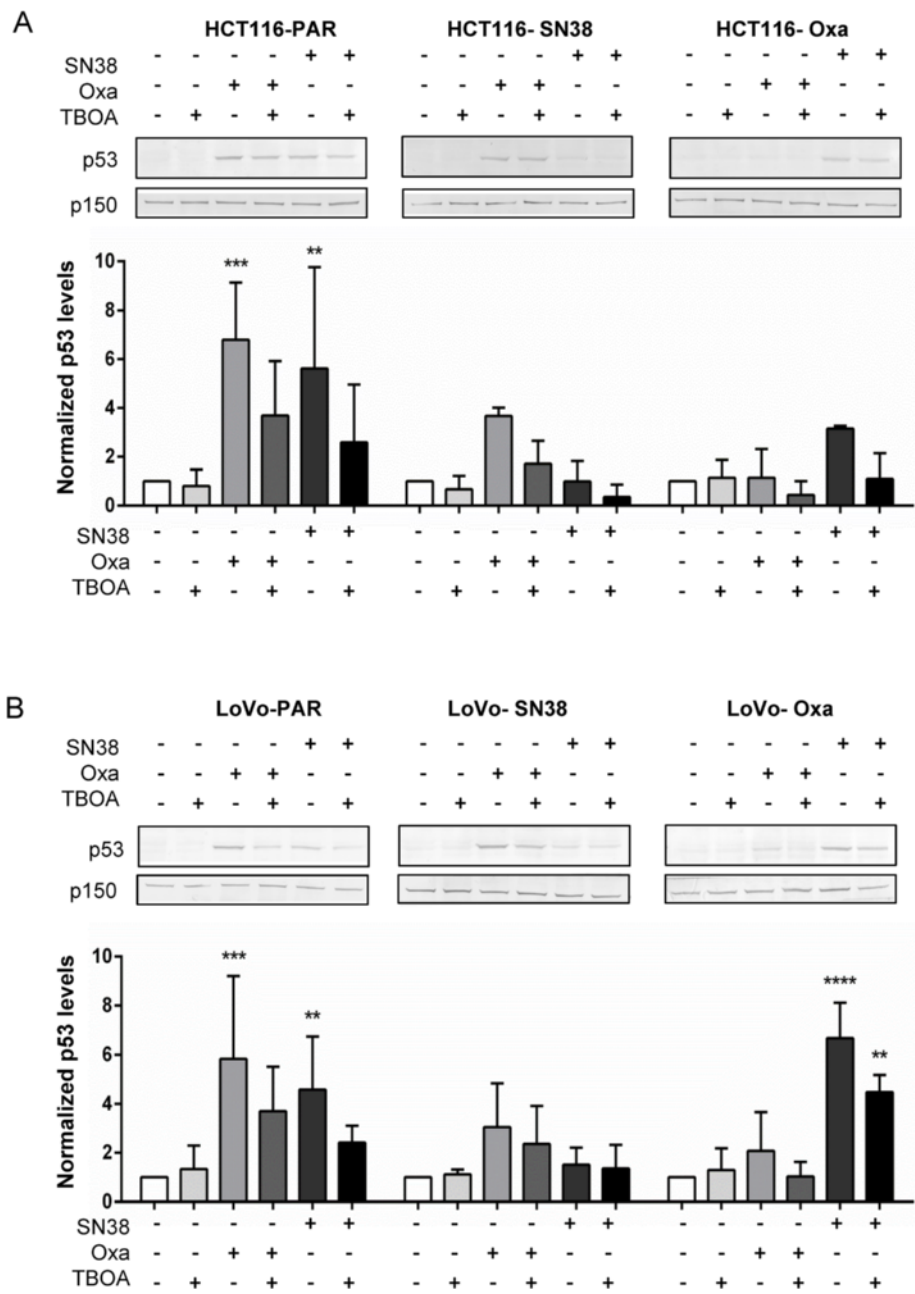 A
HCT116-PAR HCT116- SN38 HCT116- Oxa
SN38 - - - - + + - - - - + + - - - - + +
Oxa - - + + - - - - + + - - - - + + - -
TBOA - + - + - + - + - + - + - + - + - +
p53
p150
Normalized p53 levels
10
8
6
4
2
0
*** **
SN38 - - - - + + - - - - + + - - - - + +
Oxa - - + + - - - - + + - - - - + + - -
TBOA - + - + - + - + - + - + - + - + - +
B
LoVo-PAR LoVo- SN38 LoVo- Oxa
SN38 - - - - + + - - - - + + - - - - + +
Oxa - - + + - - - - + + - - - - + + - -
TBOA - + - + - + - + - + - + - + - + - +
p53
p150
Normalized p53 levels
10
8
6
4
2
0
*** ** **** **
SN38 - - - - + + - - - - + + - - - - + +
Oxa - - + + - - - - + + - - - - + + - -
TBOA - + - + - + - + - + - + - + - + - +